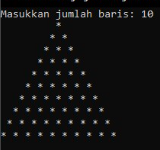 Masukkan jumlah baris: 10
*
* *
* * *
* * * *
* * * * *
* * * * * *
* * * * * * *
* * * * * * * *
* * * * * * * * *
* * * * * * * * * *